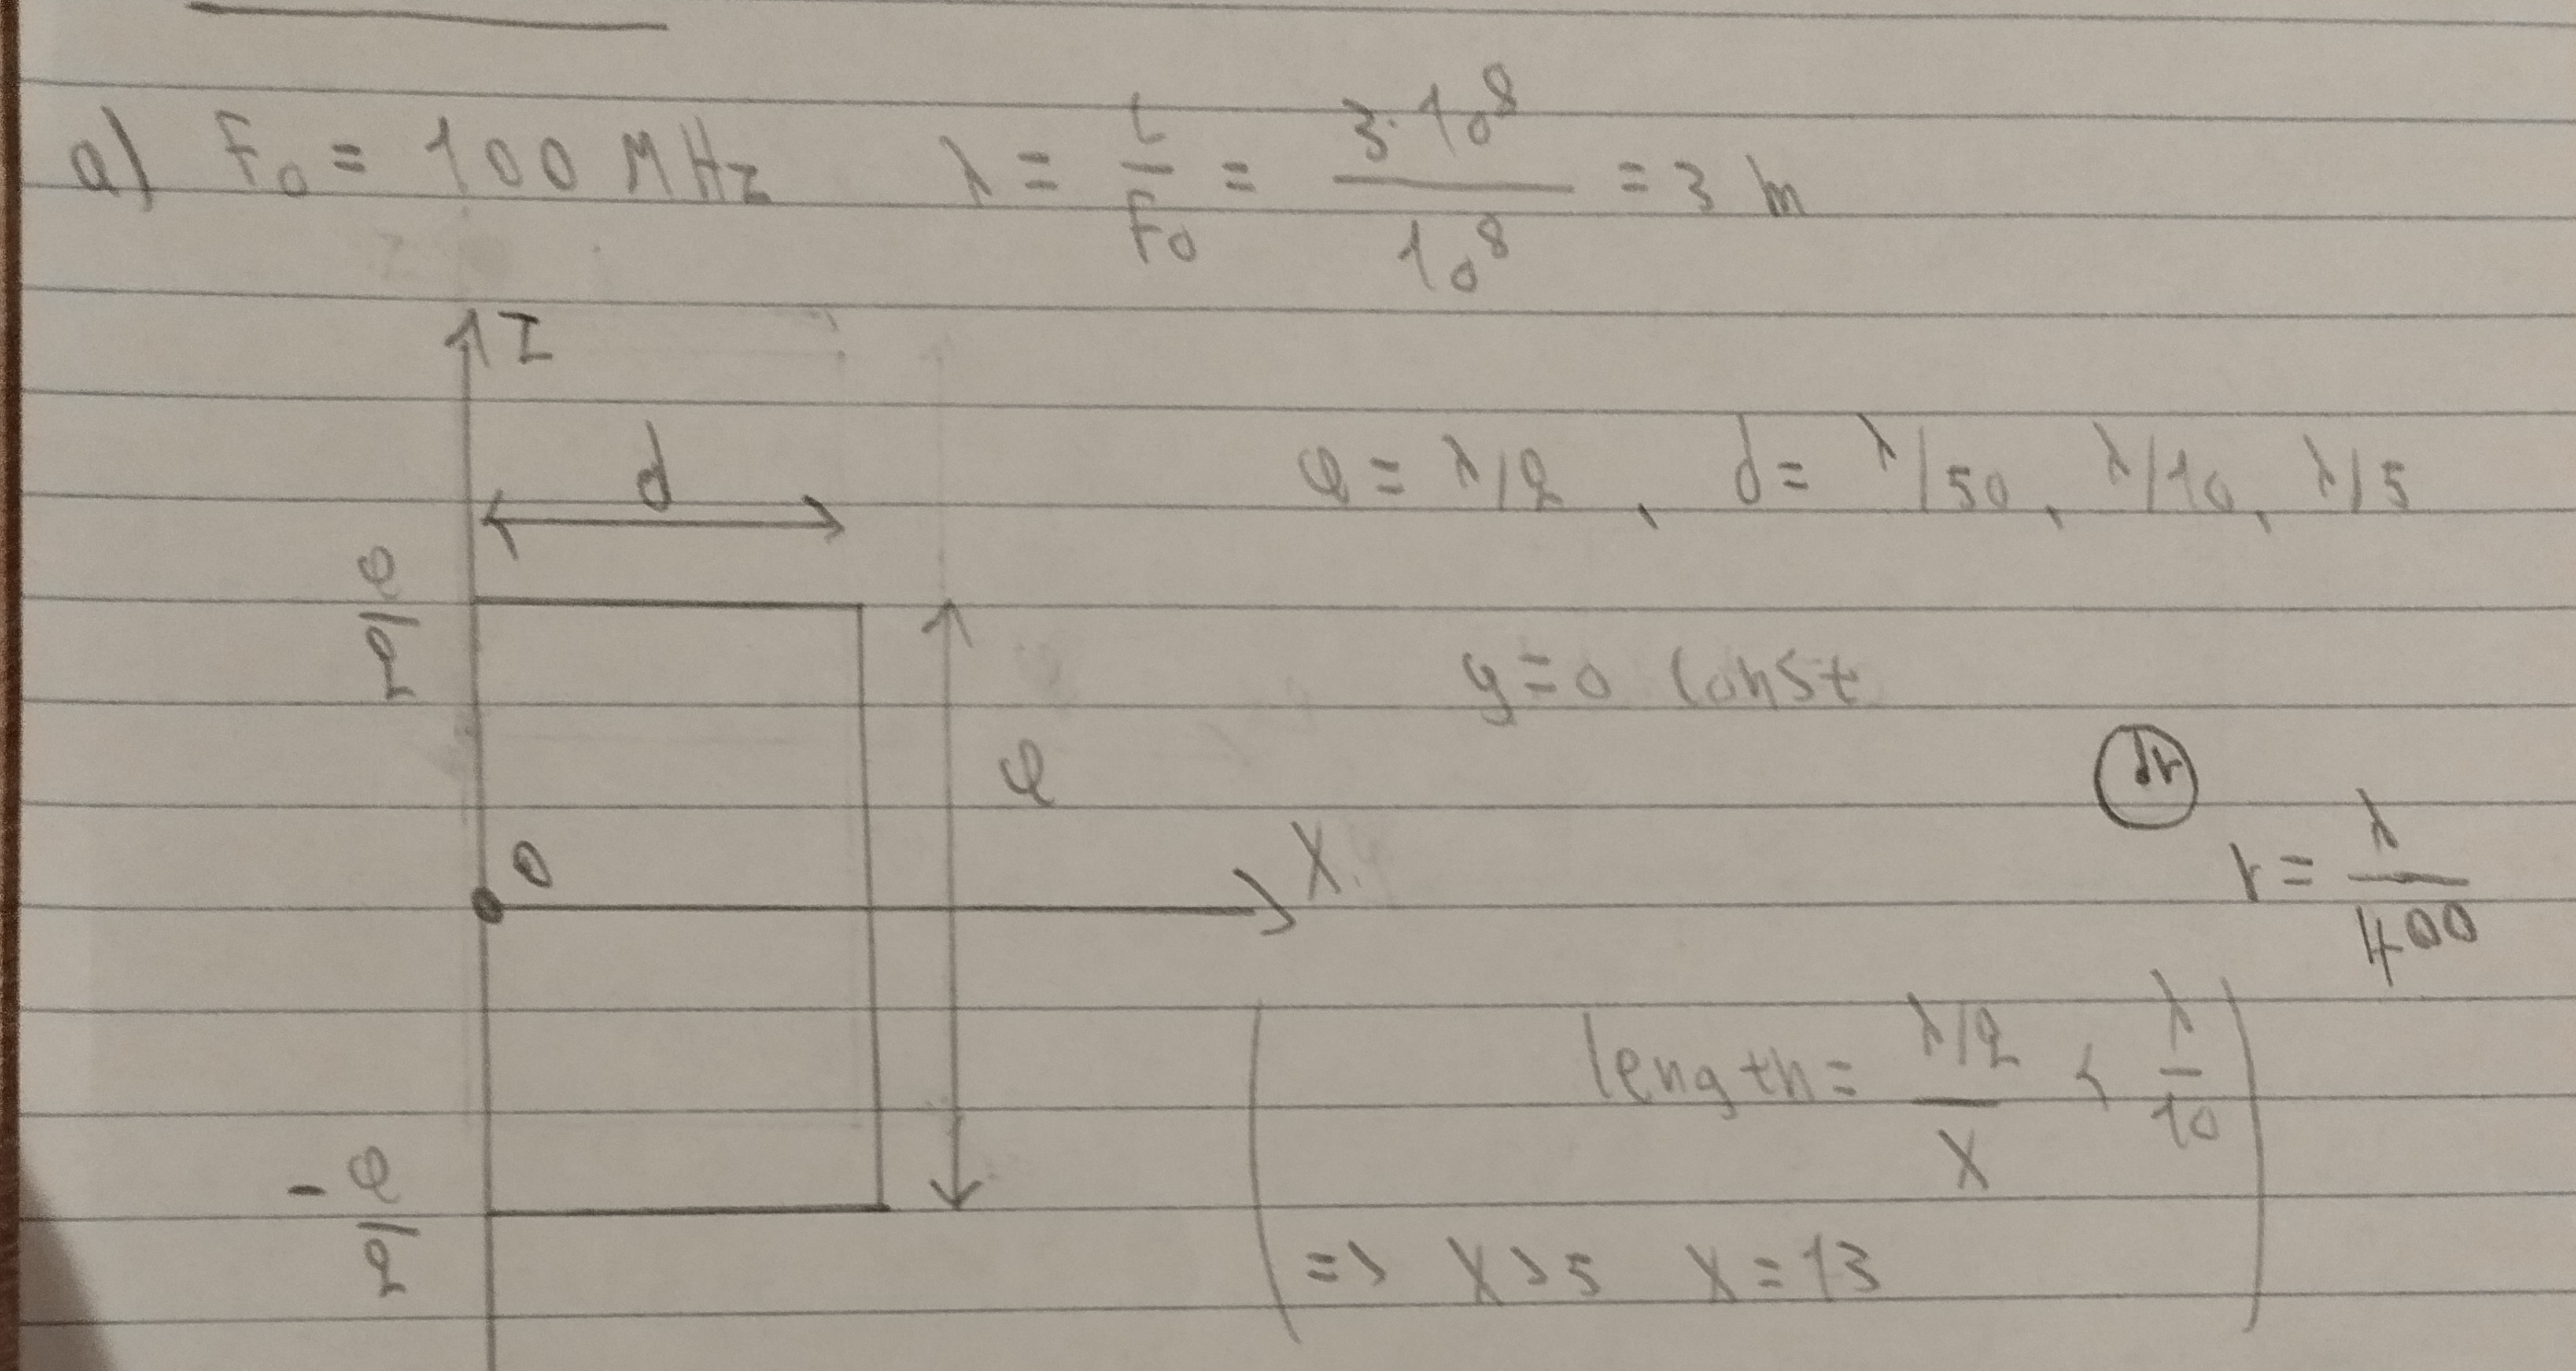 a) F₀ = 100 MHz λ = c/F₀ = 3·10⁸/10⁸ = 3 m
z
d
ℓ = λ/2, d = λ/50, λ/10, λ/5
ℓ/2
y = 0 const
ℓ
0
x
r = λ/400
length = λ/2/x < λ/10
-ℓ/2
=> x > 5 x = 13